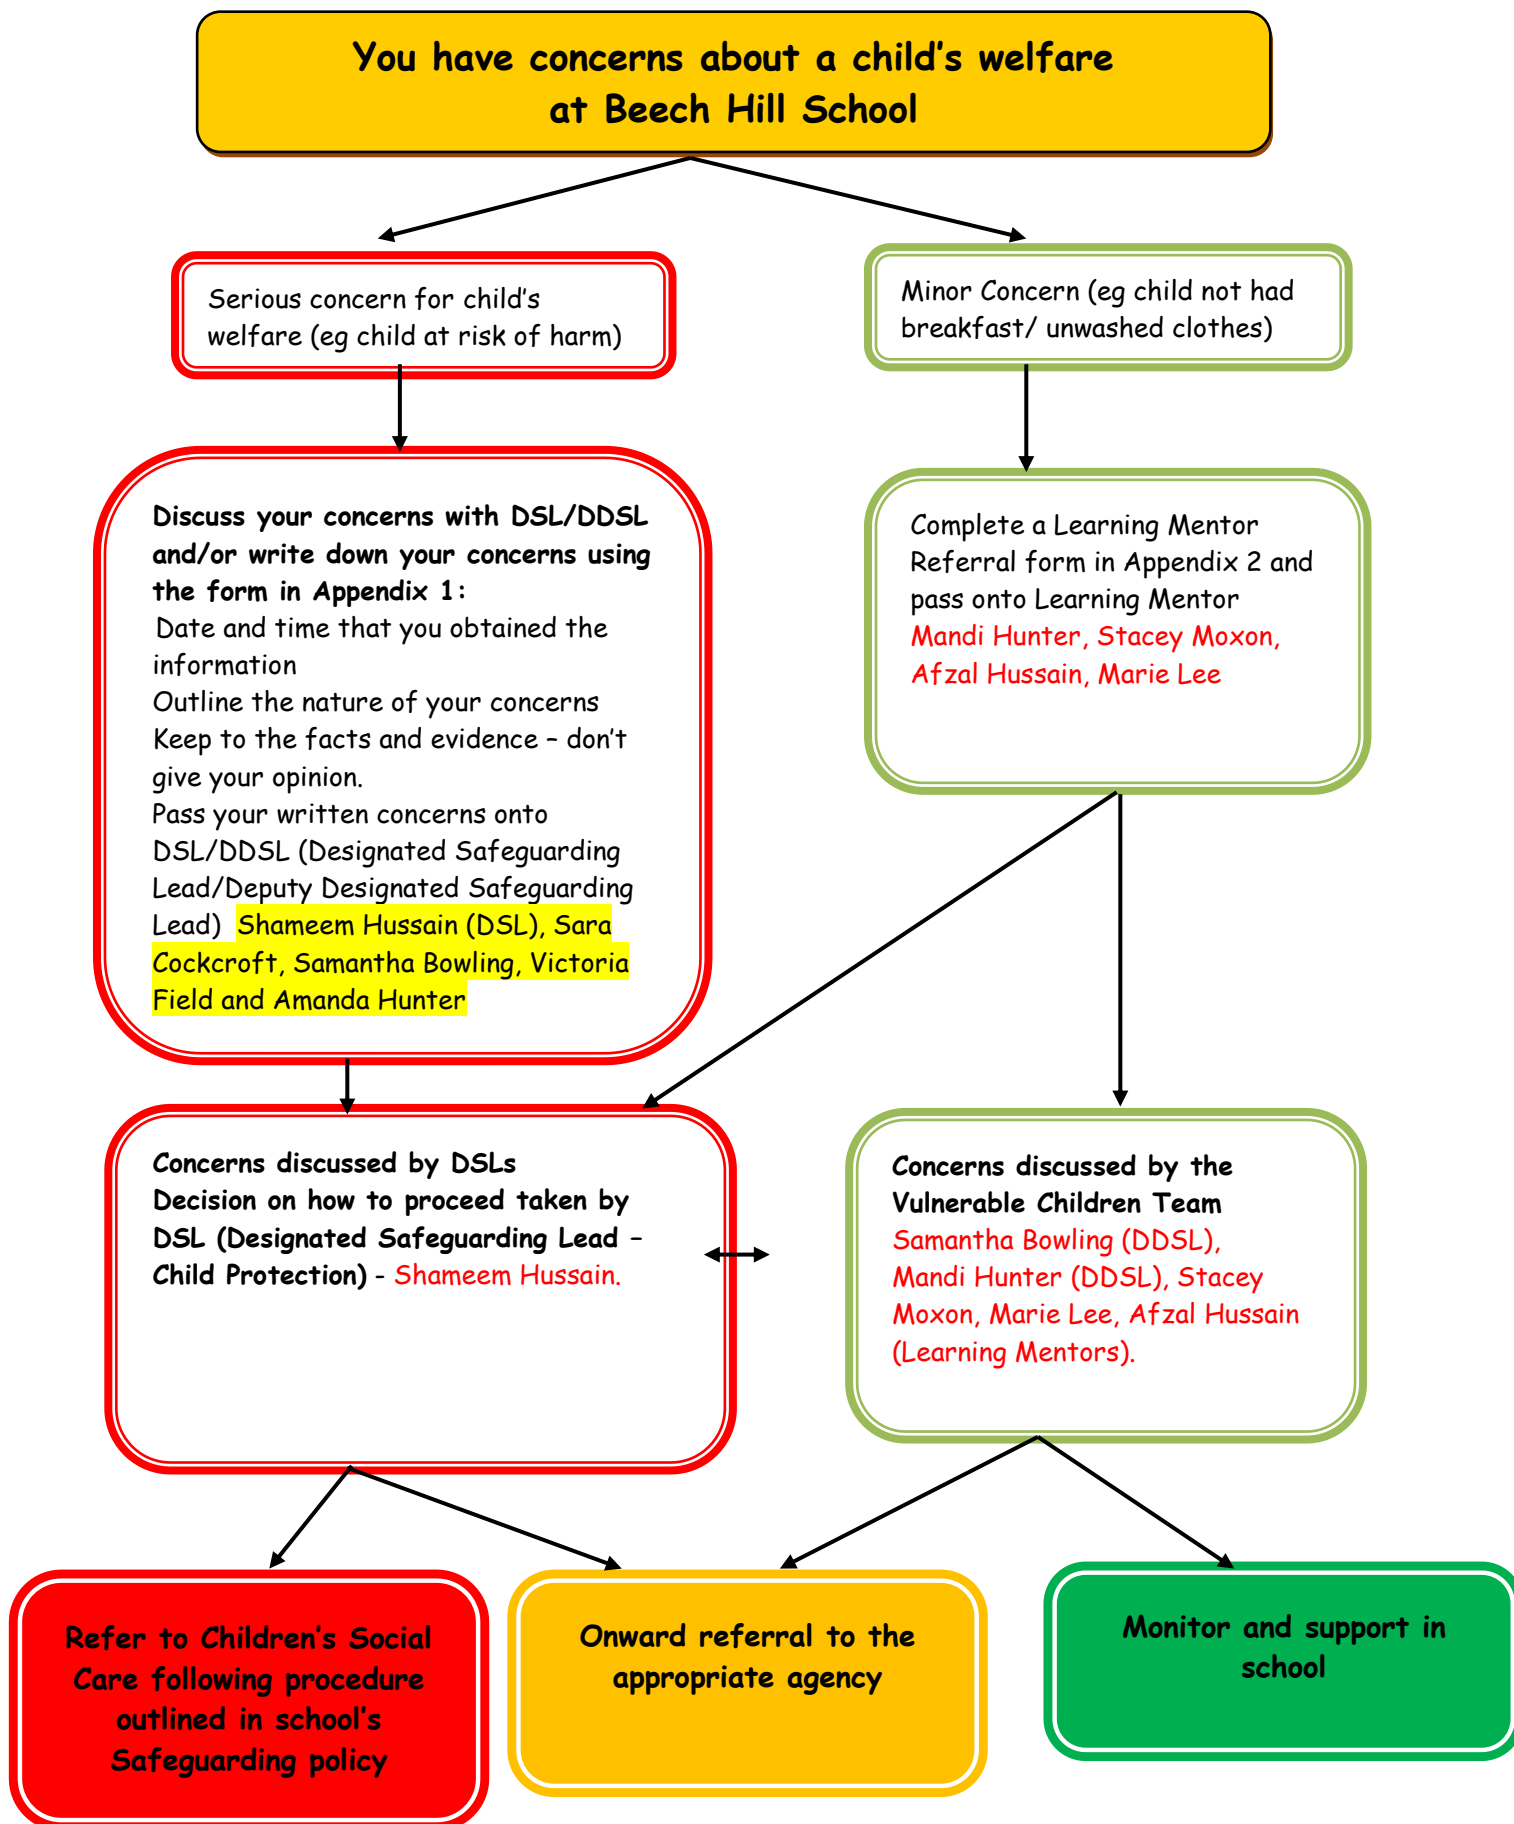 You have concerns about a child's welfare
at Beech Hill School
Serious concern for child's
welfare (eg child at risk of harm)
Minor Concern (eg child not had
breakfast/ unwashed clothes)
Discuss your concerns with DSL/DDSL
and/or write down your concerns using
the form in Appendix 1:
Date and time that you obtained the
information
Outline the nature of your concerns
Keep to the facts and evidence – don't
give your opinion.
Pass your written concerns onto
DSL/DDSL (Designated Safeguarding
Lead/Deputy Designated Safeguarding
Lead) Shameem Hussain (DSL), Sara
Cockcroft, Samantha Bowling, Victoria
Field and Amanda Hunter
Complete a Learning Mentor
Referral form in Appendix 2 and
pass onto Learning Mentor
Mandi Hunter, Stacey Moxon,
Afzal Hussain, Marie Lee
Concerns discussed by DSLs
Decision on how to proceed taken by
DSL (Designated Safeguarding Lead –
Child Protection) - Shameem Hussain.
Concerns discussed by the
Vulnerable Children Team
Samantha Bowling (DDSL),
Mandi Hunter (DDSL), Stacey
Moxon, Marie Lee, Afzal Hussain
(Learning Mentors).
Refer to Children's Social
Care following procedure
outlined in school's
Safeguarding policy
Onward referral to the
appropriate agency
Monitor and support in
school